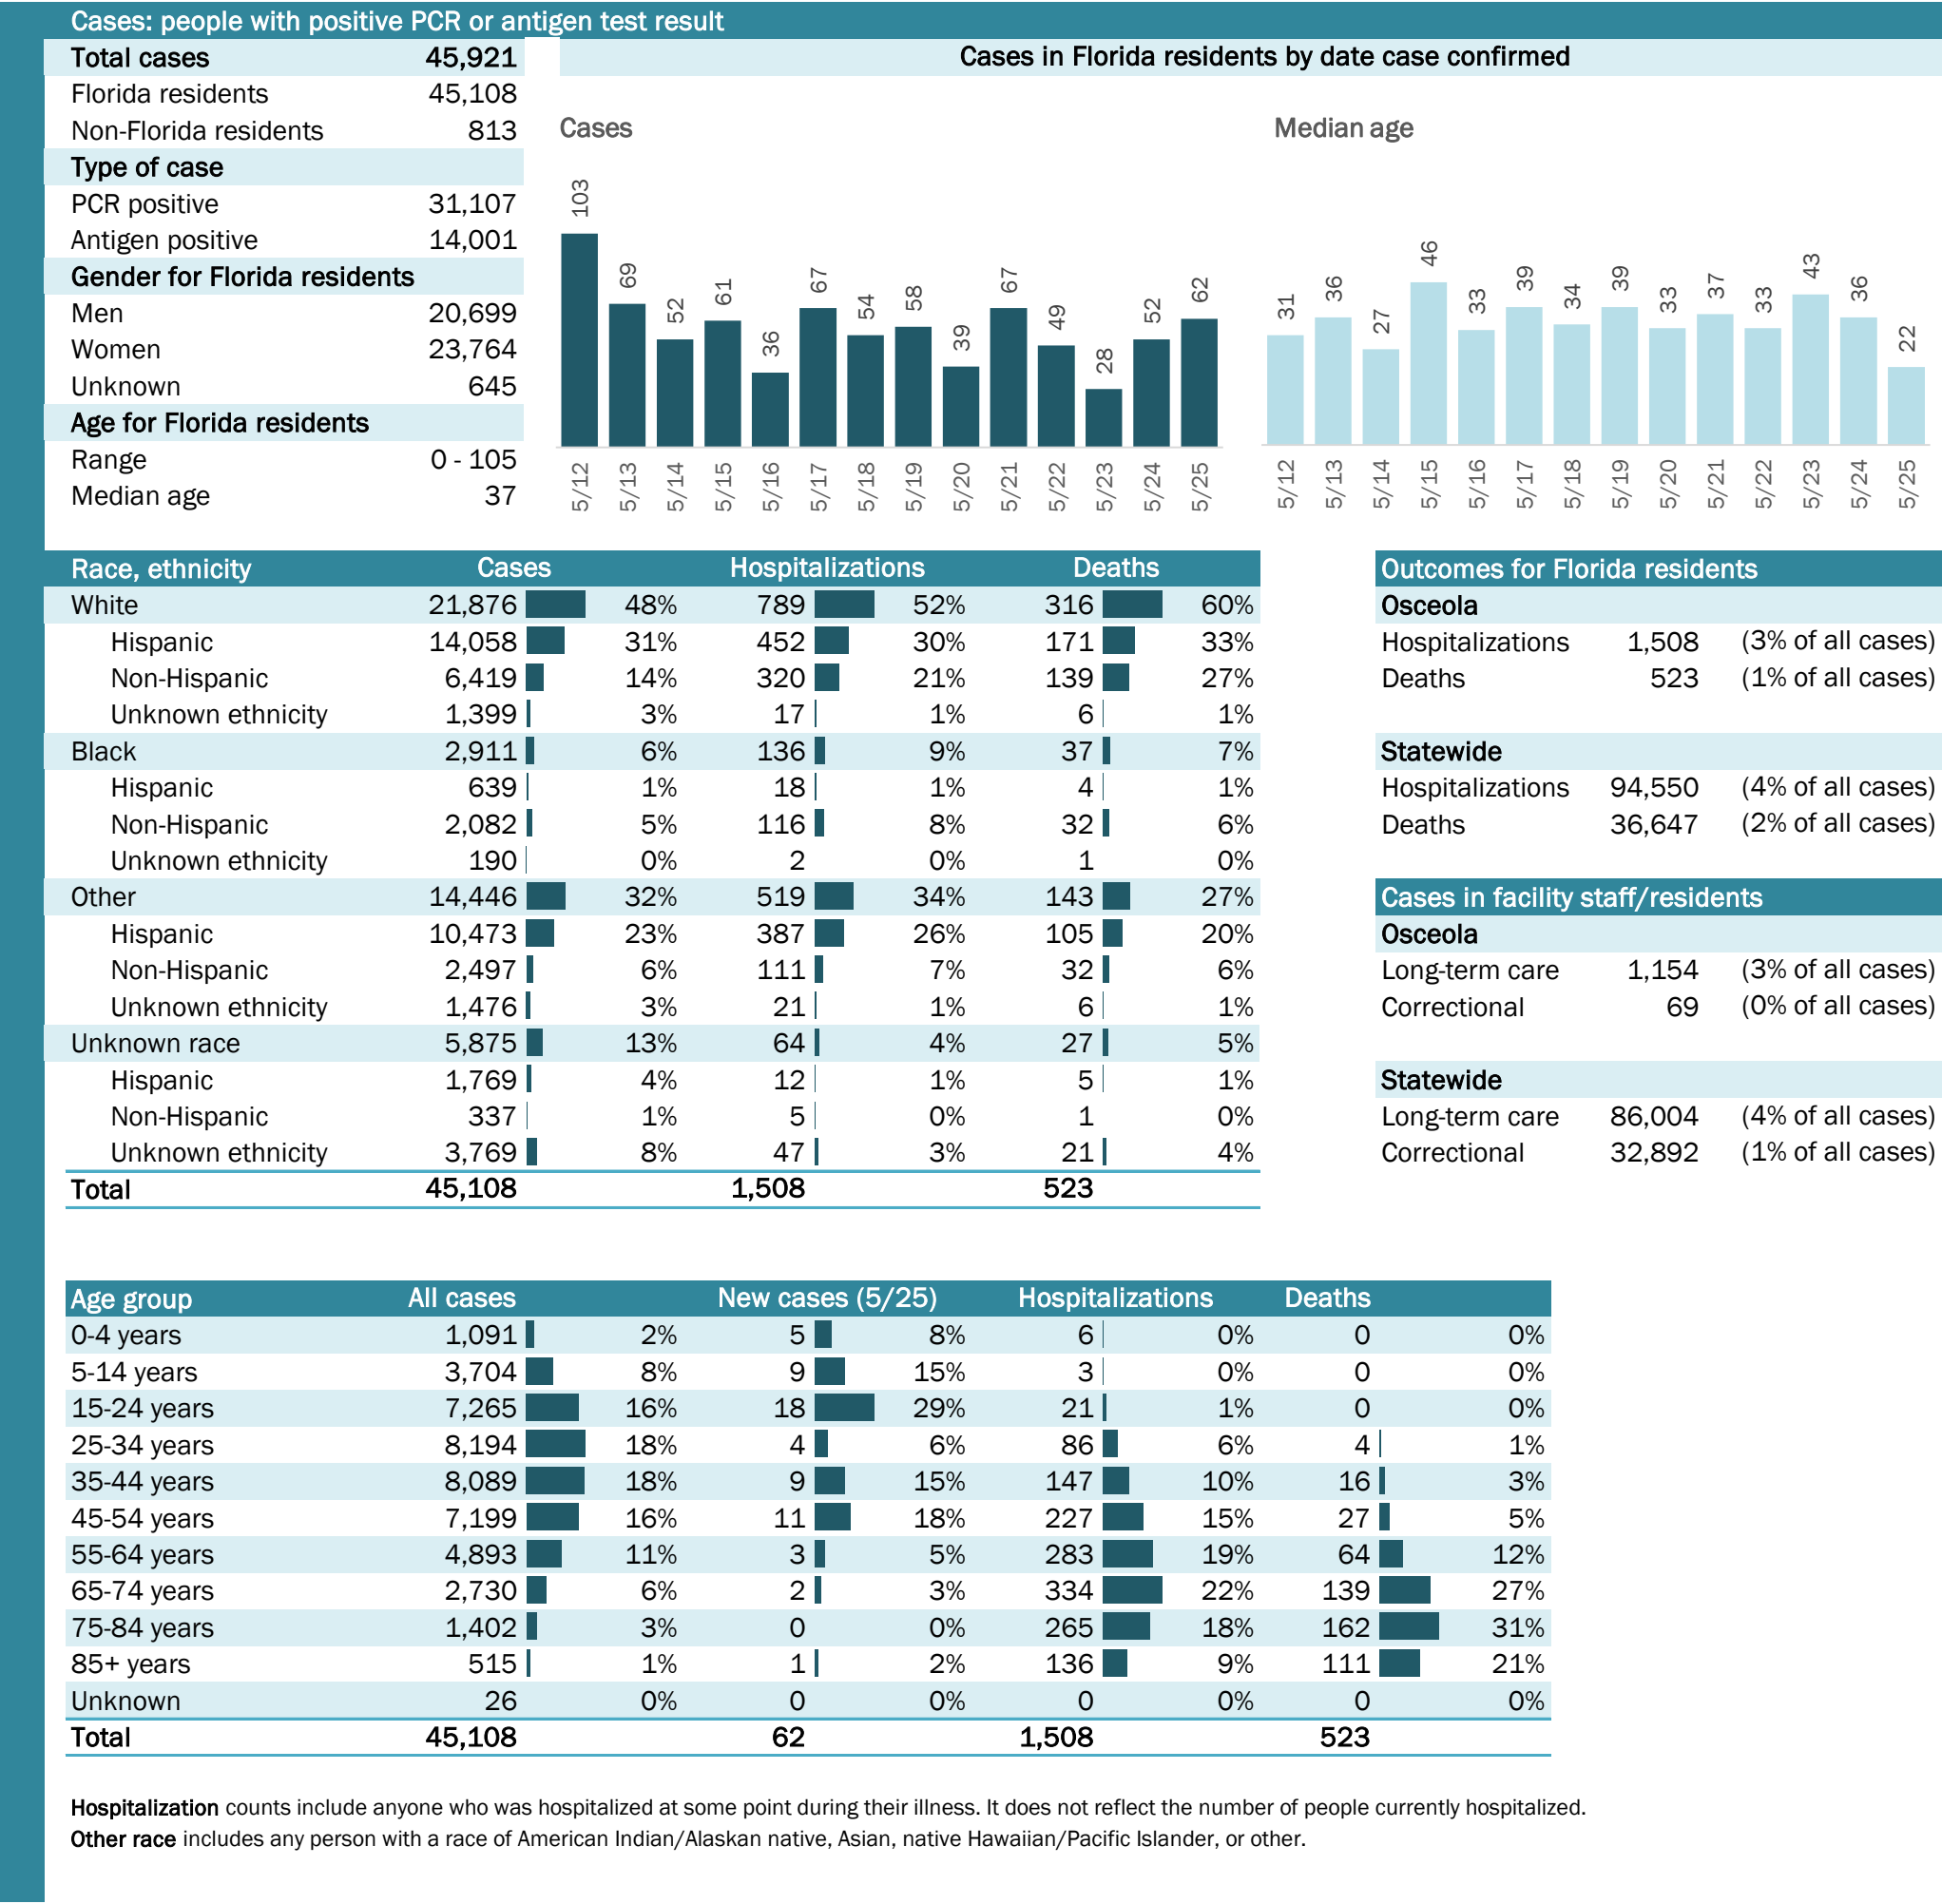 Cases: people with positive PCR or antigen test result
Total cases 45,921
Florida residents 45,108
Non-Florida residents 813
Type of case
PCR positive 31,107
Antigen positive 14,001
Gender for Florida residents
Men 20,699
Women 23,764
Unknown 645
Age for Florida residents
Range 0 - 105
Median age 37
Cases in Florida residents by date case confirmed
Cases
103 69 52 61 36 67 54 58 39 67 49 28 52 62
5/12 5/13 5/14 5/15 5/16 5/17 5/18 5/19 5/20 5/21 5/22 5/23 5/24 5/25
Median age
31 36 27 46 33 39 34 39 33 37 33 43 36 22
5/12 5/13 5/14 5/15 5/16 5/17 5/18 5/19 5/20 5/21 5/22 5/23 5/24 5/25
Race, ethnicity Cases Hospitalizations Deaths
White 21,876 48% 789 52% 316 60%
Hispanic 14,058 31% 452 30% 171 33%
Non-Hispanic 6,419 14% 320 21% 139 27%
Unknown ethnicity 1,399 3% 17 1% 6 1%
Black 2,911 6% 136 9% 37 7%
Hispanic 639 1% 18 1% 4 1%
Non-Hispanic 2,082 5% 116 8% 32 6%
Unknown ethnicity 190 0% 2 0% 1 0%
Other 14,446 32% 519 34% 143 27%
Hispanic 10,473 23% 387 26% 105 20%
Non-Hispanic 2,497 6% 111 7% 32 6%
Unknown ethnicity 1,476 3% 21 1% 6 1%
Unknown race 5,875 13% 64 4% 27 5%
Hispanic 1,769 4% 12 1% 5 1%
Non-Hispanic 337 1% 5 0% 1 0%
Unknown ethnicity 3,769 8% 47 3% 21 4%
Total 45,108 1,508 523
Outcomes for Florida residents
Osceola
Hospitalizations 1,508 (3% of all cases)
Deaths 523 (1% of all cases)
Statewide
Hospitalizations 94,550 (4% of all cases)
Deaths 36,647 (2% of all cases)
Cases in facility staff/residents
Osceola
Long-term care 1,154 (3% of all cases)
Correctional 69 (0% of all cases)
Statewide
Long-term care 86,004 (4% of all cases)
Correctional 32,892 (1% of all cases)
Age group All cases New cases (5/25) Hospitalizations Deaths
0-4 years 1,091 2% 5 8% 6 0% 0 0%
5-14 years 3,704 8% 9 15% 3 0% 0 0%
15-24 years 7,265 16% 18 29% 21 1% 0 0%
25-34 years 8,194 18% 4 6% 86 6% 4 1%
35-44 years 8,089 18% 9 15% 147 10% 16 3%
45-54 years 7,199 16% 11 18% 227 15% 27 5%
55-64 years 4,893 11% 3 5% 283 19% 64 12%
65-74 years 2,730 6% 2 3% 334 22% 139 27%
75-84 years 1,402 3% 0 0% 265 18% 162 31%
85+ years 515 1% 1 2% 136 9% 111 21%
Unknown 26 0% 0 0% 0 0% 0 0%
Total 45,108 62 1,508 523
Hospitalization counts include anyone who was hospitalized at some point during their illness. It does not reflect the number of people currently hospitalized.
Other race includes any person with a race of American Indian/Alaskan native, Asian, native Hawaiian/Pacific Islander, or other.